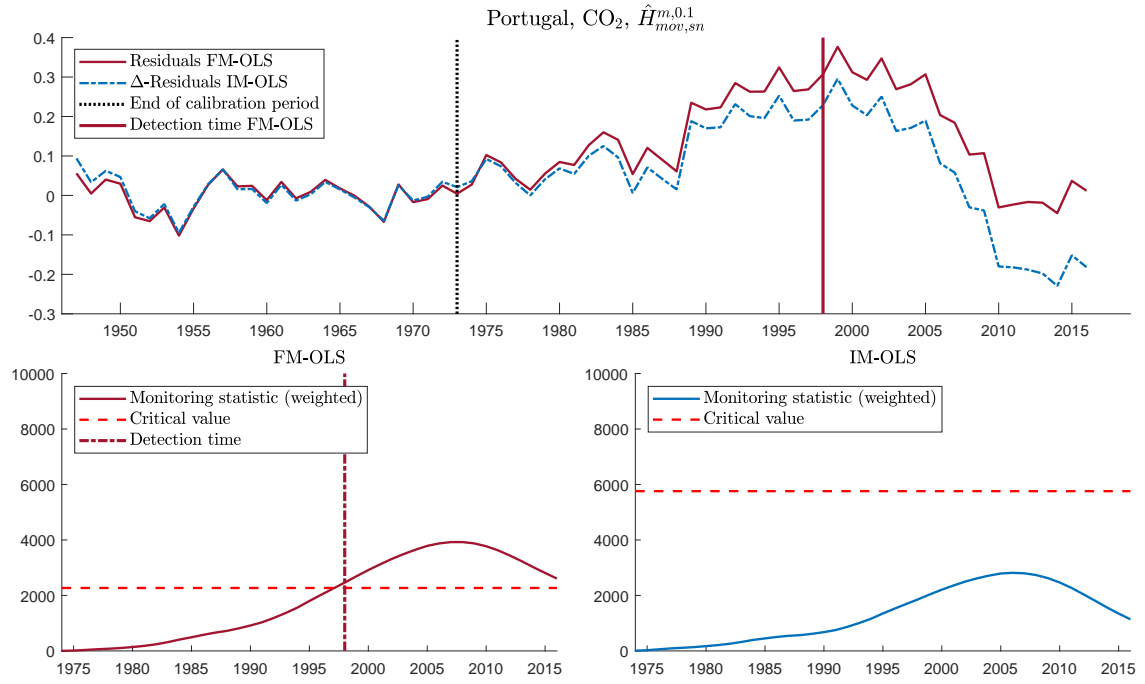 Portugal, CO₂, Ĥ^{m,0.1}_{mov,sn}
0.4
0.3
0.2
0.1
0
-0.1
-0.2
-0.3
Residuals FM-OLS
Δ-Residuals IM-OLS
End of calibration period
Detection time FM-OLS
1950 1955 1960 1965 1970 1975 1980 1985 1990 1995 2000 2005 2010 2015
FM-OLS
10000
8000
6000
4000
2000
0
Monitoring statistic (weighted)
Critical value
Detection time
1975 1980 1985 1990 1995 2000 2005 2010 2015
IM-OLS
10000
8000
6000
4000
2000
0
Monitoring statistic (weighted)
Critical value
1975 1980 1985 1990 1995 2000 2005 2010 2015